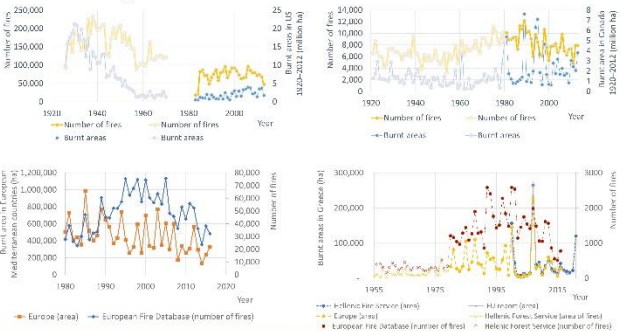 250,000
200,000
150,000
100,000
50,000
0
Number of fires
25
20
15
10
5
0
Burnt areas in US
1920–2012 (million ha)
1920 1940 1960 1980 2000
Year
Number of fires Number of fires
Burnt areas Burnt areas
14,000
12,000
10,000
8,000
6,000
4,000
2,000
0
Number of fires
8
7
6
5
4
3
2
1
0
Burnt area in Canada
1920–2012 (million ha)
1920 1940 1960 1980 2000
Year
Number of fires Number of fires
Burnt areas Burnt areas
1,200,000
1,000,000
800,000
600,000
400,000
200,000
0
Burnt area in European
Mediterranean countries (ha)
80,000
70,000
60,000
50,000
40,000
30,000
20,000
10,000
0
Number of fires
1980 1990 2000 2010 2020
Year
Europe (area) European Fire Database (number of fires)
300,000
200,000
100,000
Burnt areas in Greece (ha)
3000
2000
1000
0
Number of fires
1955 1975 1995 2015
Year
Hellenic Fire Service (area) EU report (area)
Europe (area) Hellenic Forest Service (area of fires)
European Fire Database (number of fires) Helenic Forest Service (number of fires)